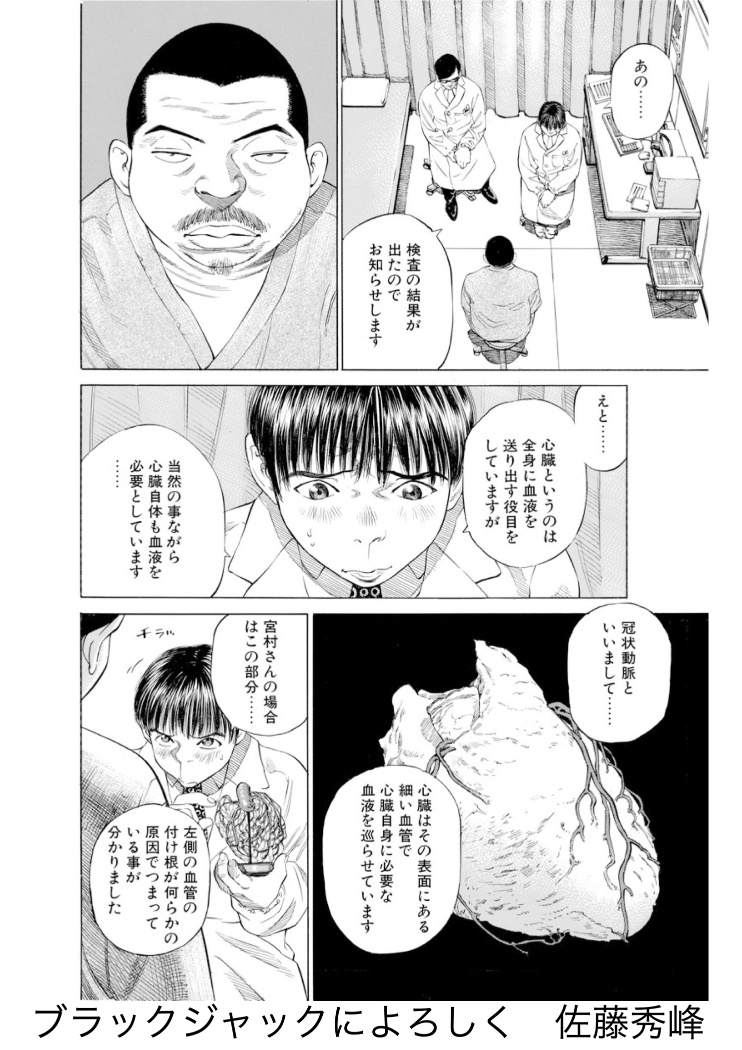 あの……
検査の結果が
出たので
お知らせします
えと……
心臓というのは
全身に血液を
送り出す役目を
していますが
当然の事ながら
心臓自体も血液を
必要としています
……
冠状動脈と
いいまして……
心臓はその表面にある
細い血管で
心臓自身に必要な
血液を巡らせています
宮村さんの場合
はこの部分……
チラッ
左側の血管の
付け根が何らかの
原因でつまって
いる事が
分かりました
ブラックジャックによろしく　佐藤秀峰